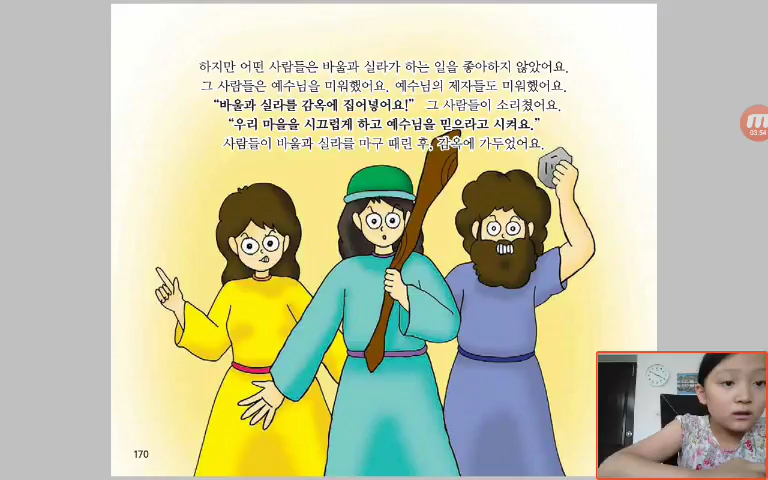 하지만 어떤 사람들은 바울과 실라가 하는 일을 좋아하지 않았어요.
그 사람들은 예수님을 미워했어요. 예수님의 제자들도 미워했어요.
“바울과 실라를 감옥에 집어넣어요!” 그 사람들이 소리쳤어요.
“우리 마을을 시끄럽게 하고 예수님을 믿으라고 시켜요.”
사람들이 바울과 실라를 마구 때린 후, 감옥에 가두었어요.
03:54
170